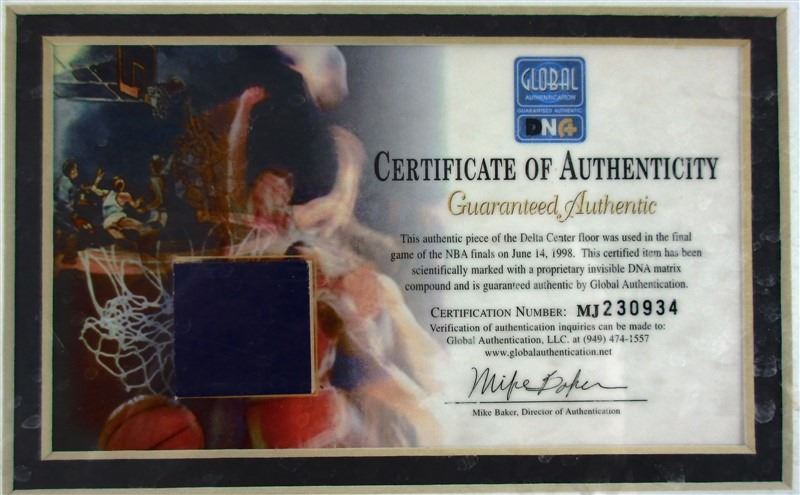 GLOBAL
AUTHENTICATION
GUARANTEED AUTHENTIC
DNA
CERTIFICATE OF AUTHENTICITY
Guaranteed Authentic
This authentic piece of the Delta Center floor was used in the final
game of the NBA finals on June 14, 1998. This certified item has been
scientifically marked with a proprietary invisible DNA matrix
compound and is guaranteed authentic by Global Authentication.
CERTIFICATION NUMBER: MJ230934
Verification of authentication inquiries can be made to:
Global Authentication, LLC. at (949) 474-1557
www.globalauthentication.net
Mike Baker
Mike Baker, Director of Authentication